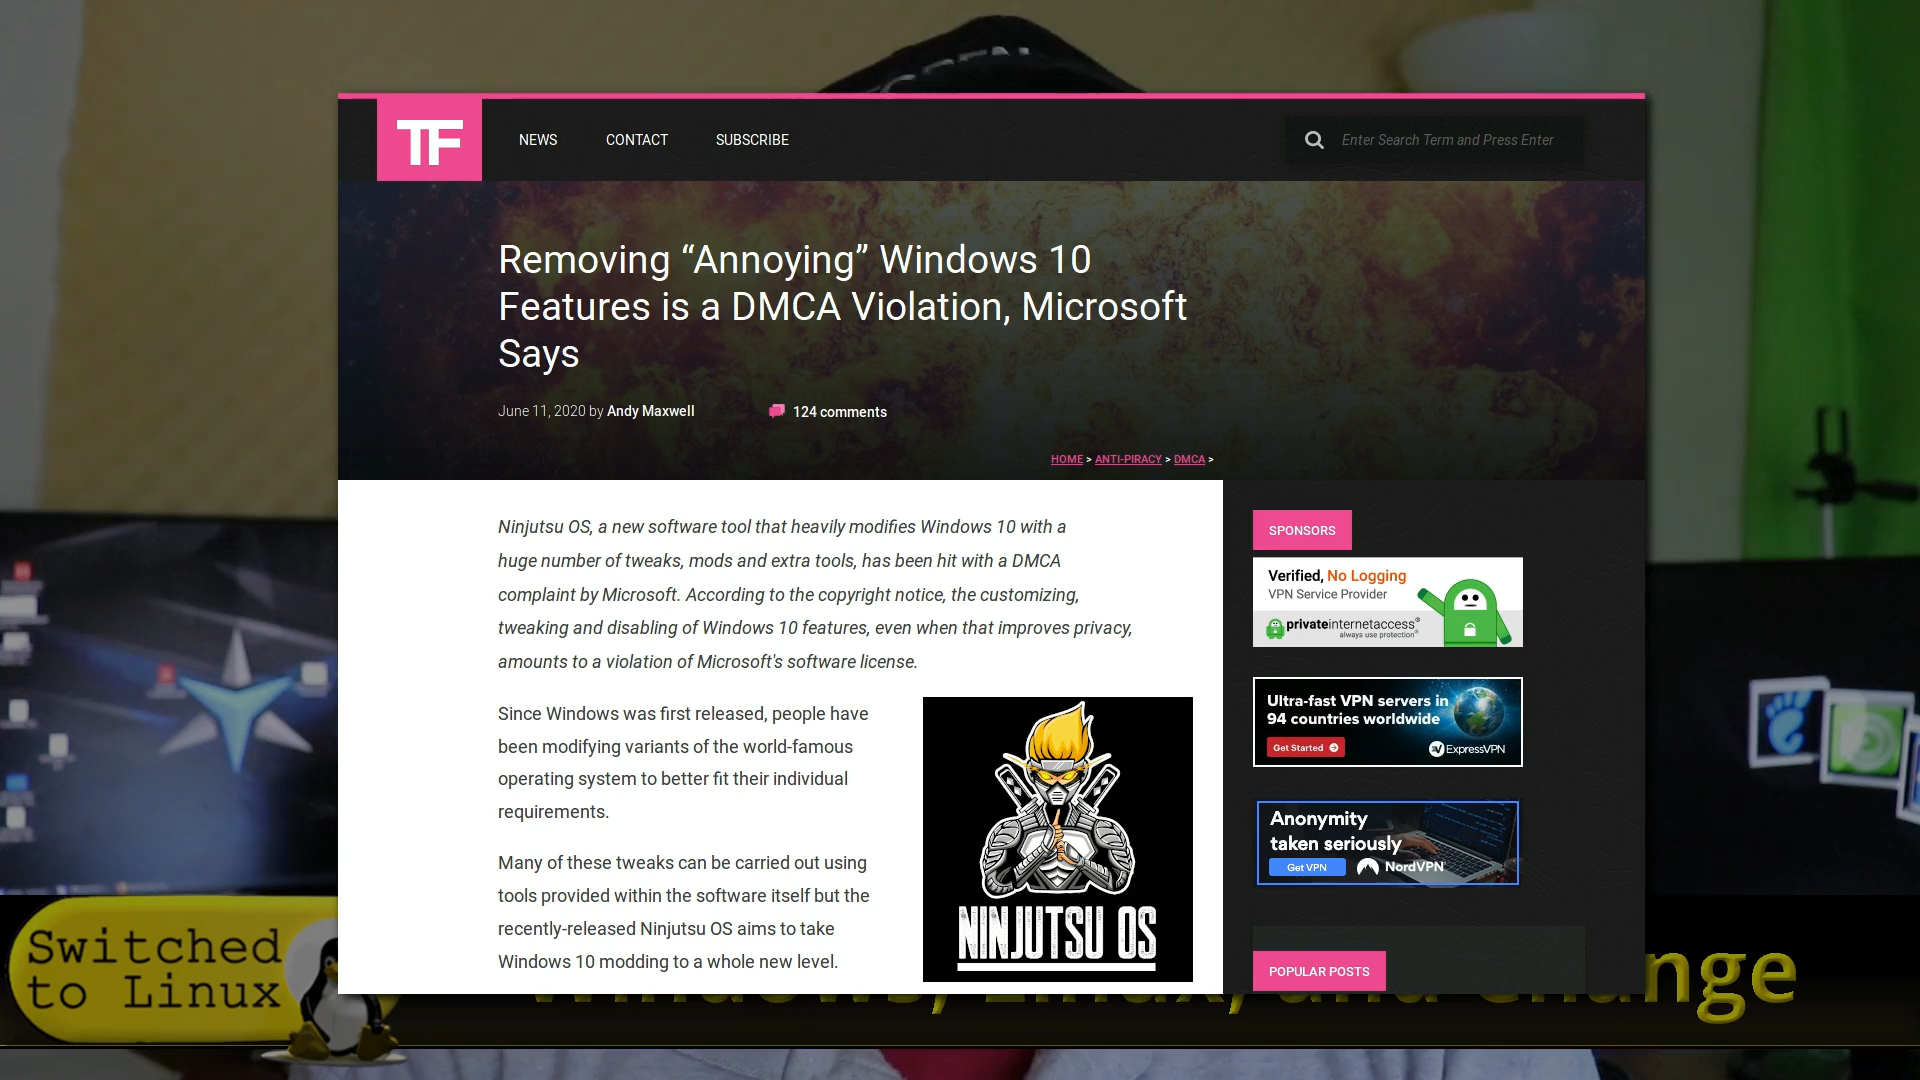 TF
NEWS
CONTACT
SUBSCRIBE
Enter Search Term and Press Enter
Removing “Annoying” Windows 10
Features is a DMCA Violation, Microsoft
Says
June 11, 2020 by Andy Maxwell
124 comments
HOME > ANTI-PIRACY > DMCA >
Ninjutsu OS, a new software tool that heavily modifies Windows 10 with a
huge number of tweaks, mods and extra tools, has been hit with a DMCA
complaint by Microsoft. According to the copyright notice, the customizing,
tweaking and disabling of Windows 10 features, even when that improves privacy,
amounts to a violation of Microsoft's software license.
Since Windows was first released, people have
been modifying variants of the world-famous
operating system to better fit their individual
requirements.
Many of these tweaks can be carried out using
tools provided within the software itself but the
recently-released Ninjutsu OS aims to take
Windows 10 modding to a whole new level.
NINJUTSU OS
SPONSORS
Verified, No Logging
VPN Service Provider
privateinternetaccess®
always use protection®
Ultra-fast VPN servers in
94 countries worldwide
Get Started
ExpressVPN
Anonymity
taken seriously
Get VPN
NordVPN
POPULAR POSTS
Switched
to Linux
Windows, Linux, and Change